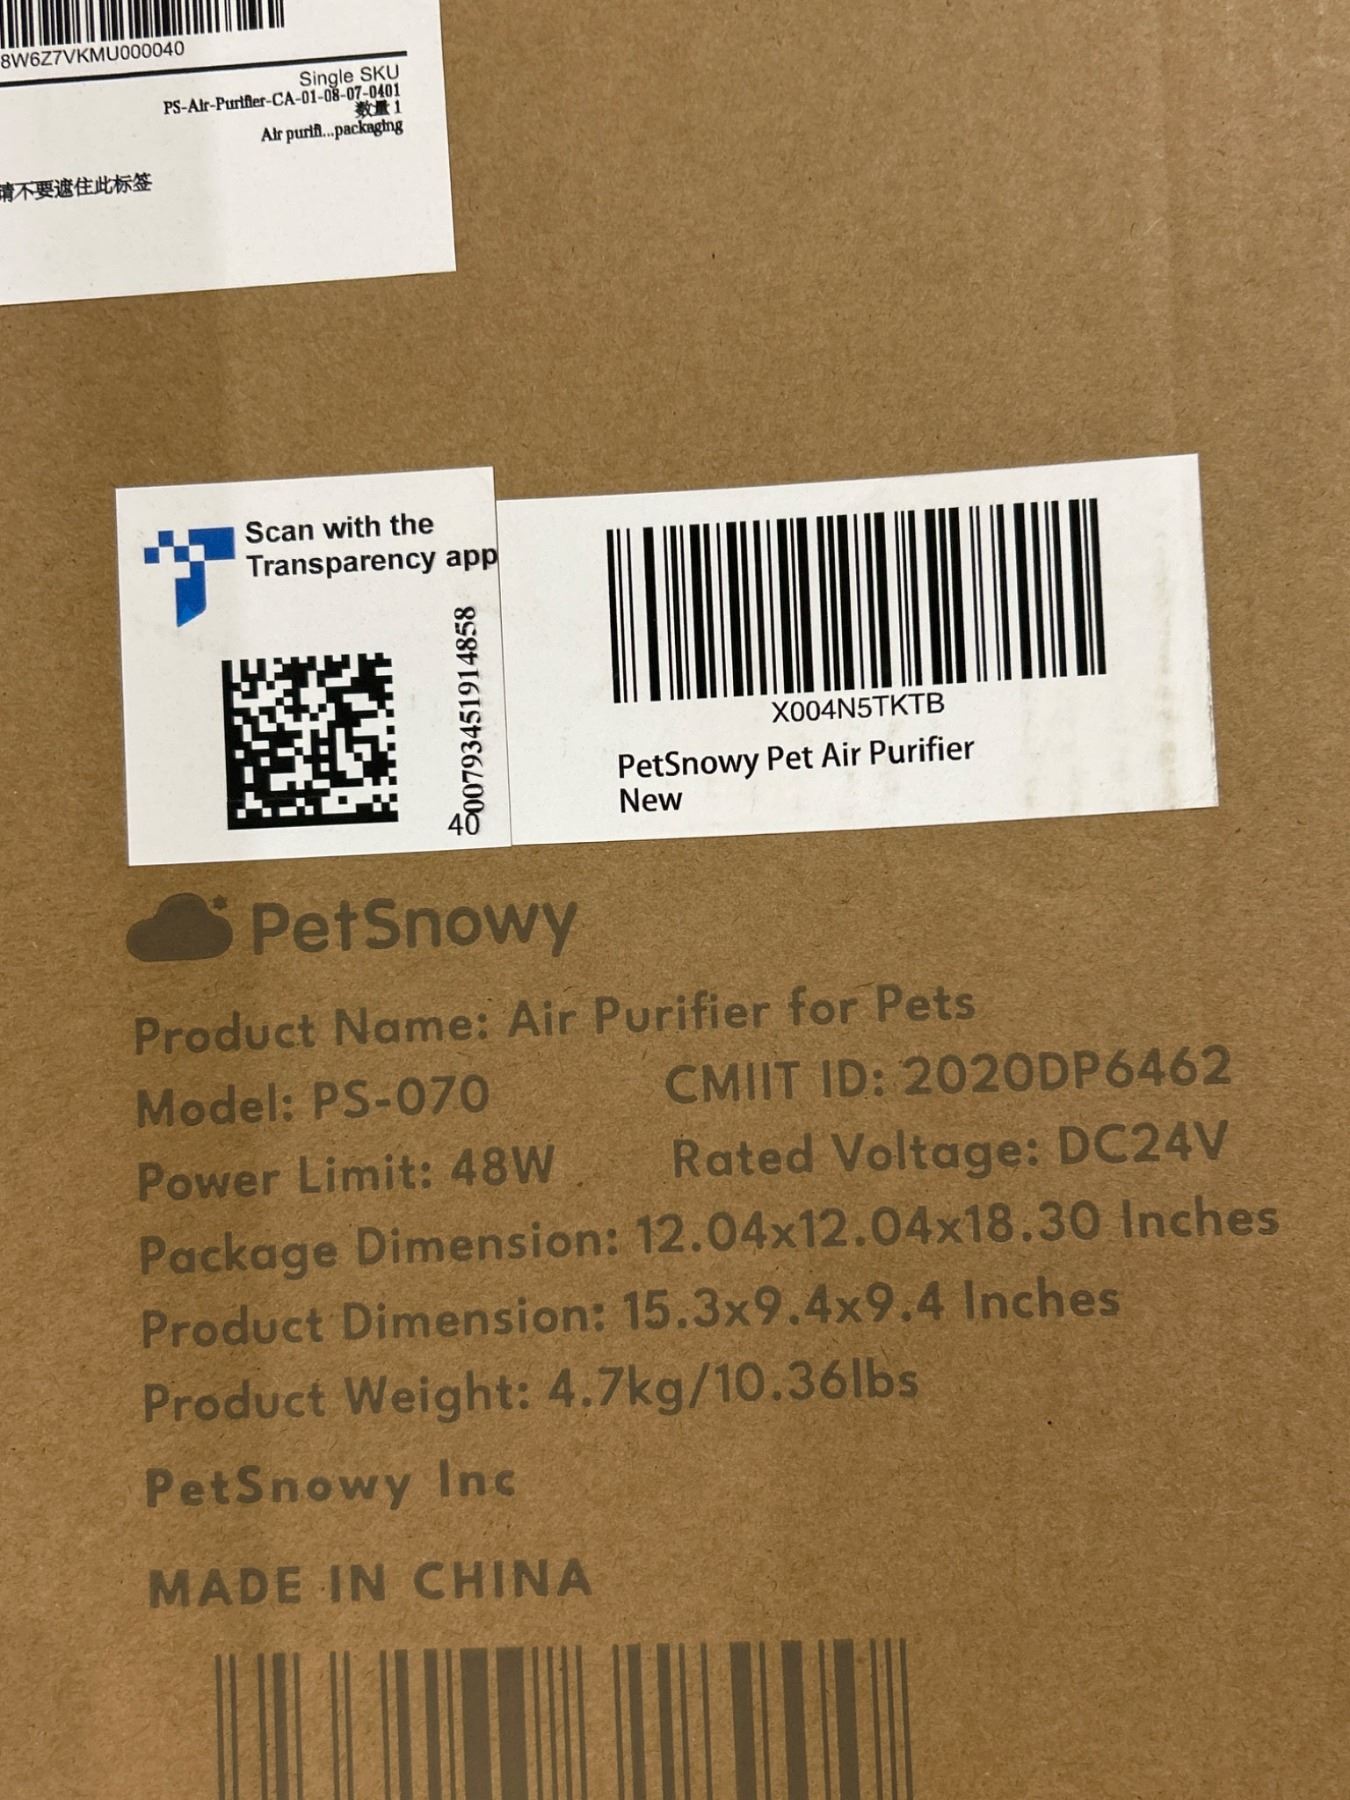 8W6Z7VKMU000040
Single SKU
PS-Air-Purifier-CA-01-08-07-0401
数量 1
Air purifi...packaging
请不要遮住此标签
Scan with the
Transparency app
4000793451914858
X004N5TKTB
PetSnowy Pet Air Purifier
New
PetSnowy
Product Name: Air Purifier for Pets
Model: PS-070 CMIIT ID: 2020DP6462
Power Limit: 48W Rated Voltage: DC24V
Package Dimension: 12.04x12.04x18.30 Inches
Product Dimension: 15.3x9.4x9.4 Inches
Product Weight: 4.7kg/10.36lbs
PetSnowy Inc
MADE IN CHINA